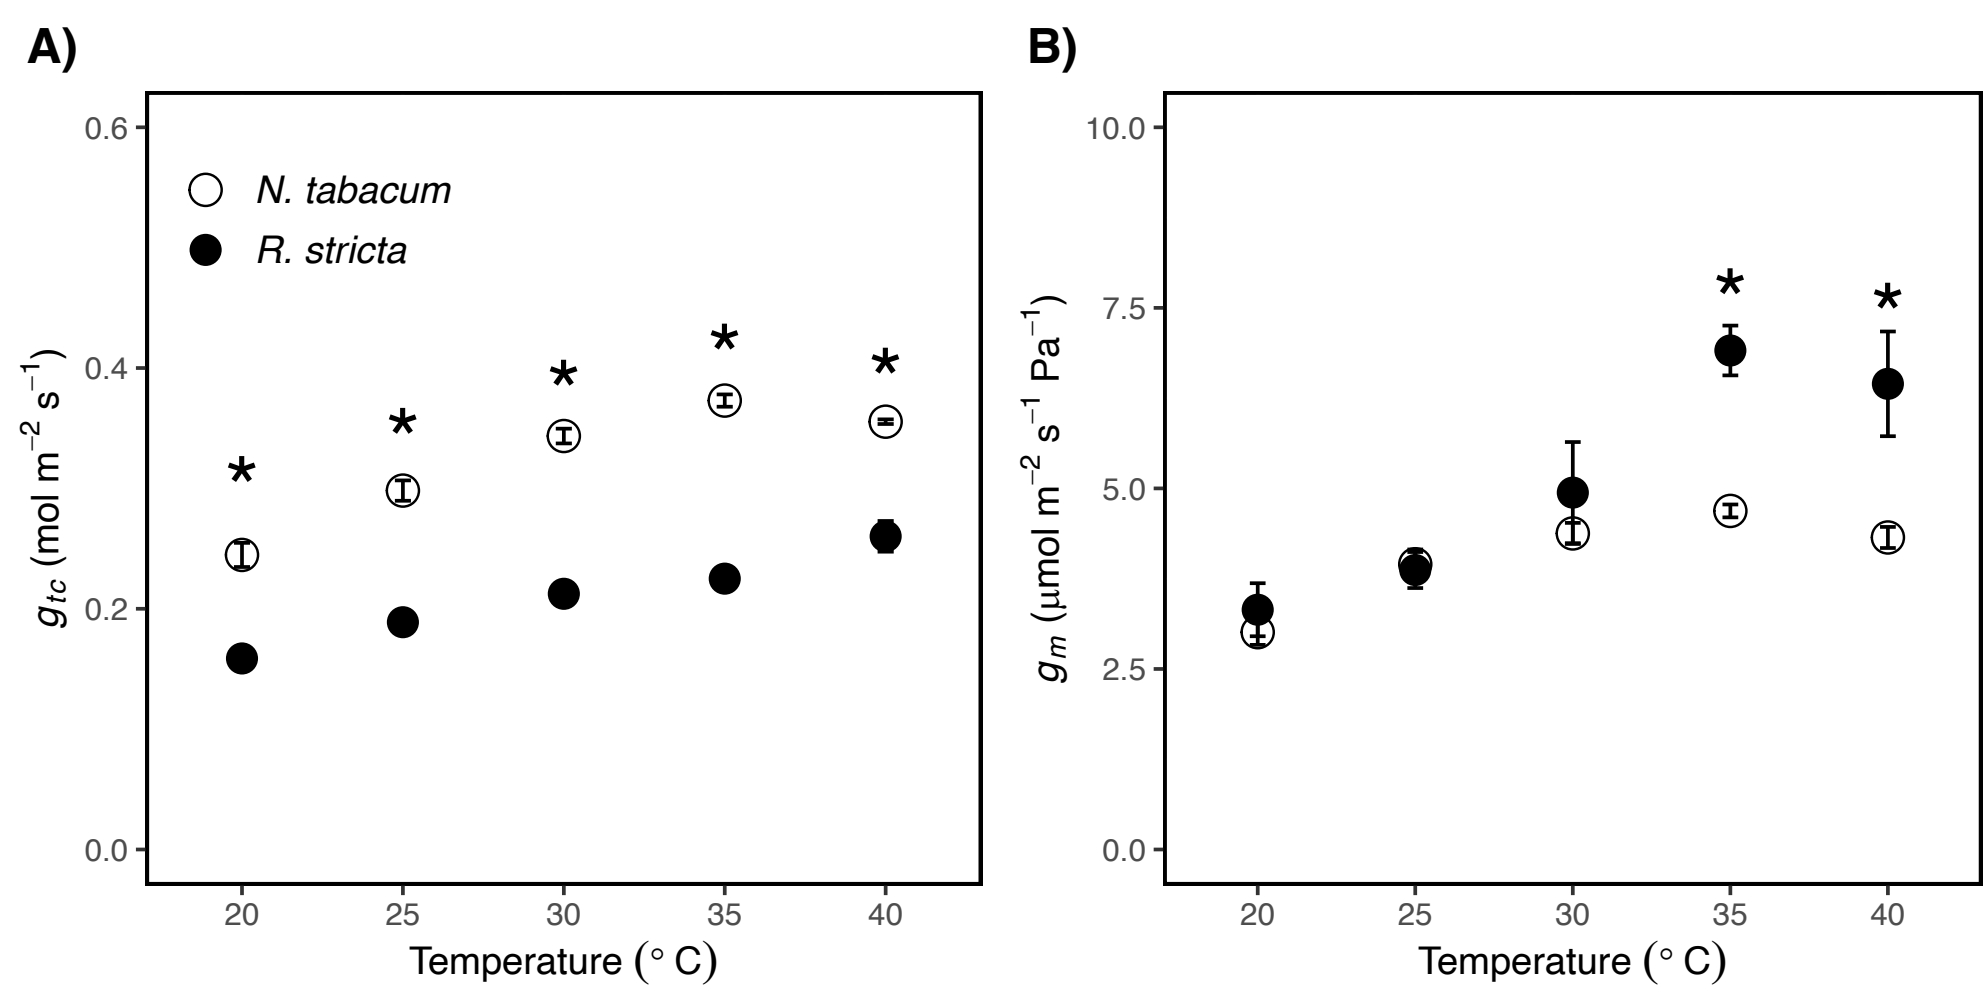 A)
0.6
0.4
0.2
0.0
g_tc (mol m⁻² s⁻¹)
N. tabacum
R. stricta
*
*
*
*
*
20 25 30 35 40
Temperature (° C)
B)
10.0
7.5
5.0
2.5
0.0
g_m (μmol m⁻² s⁻¹ Pa⁻¹)
*
*
20 25 30 35 40
Temperature (° C)